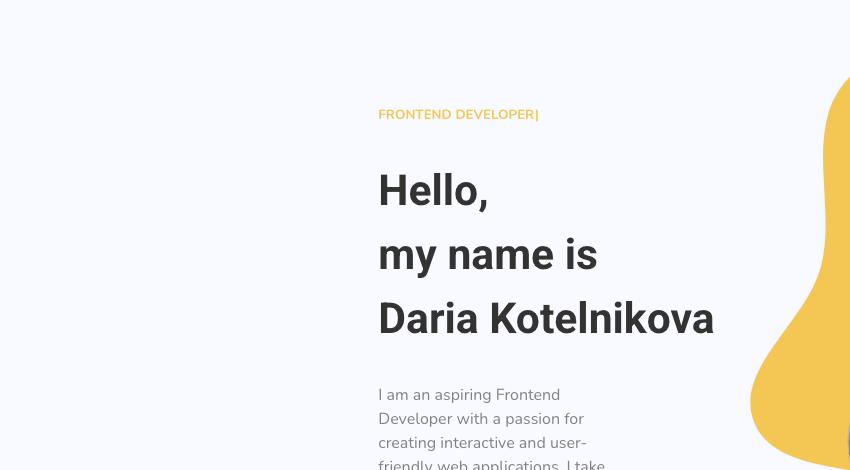 FRONTEND DEVELOPER|
Hello,
my name is
Daria Kotelnikova
I am an aspiring Frontend
Developer with a passion for
creating interactive and user-
friendly web applications. I take